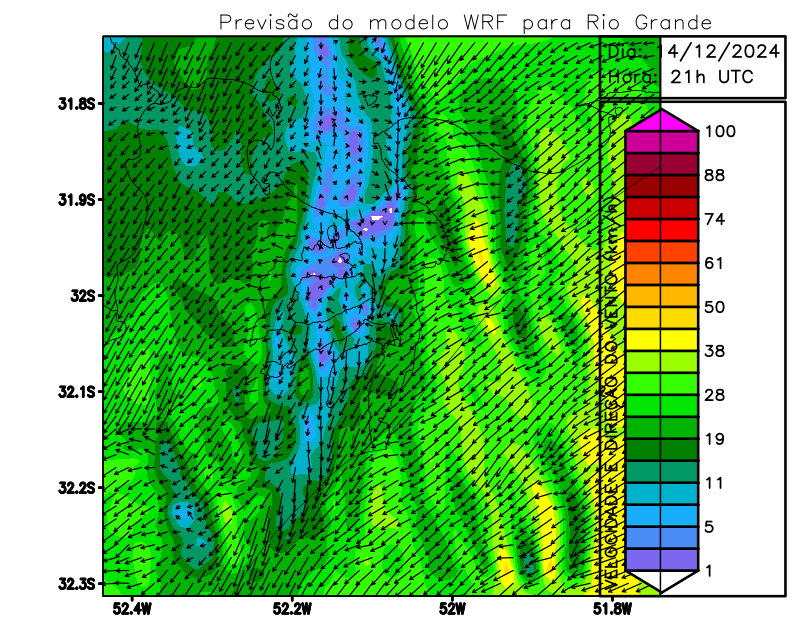 Previsão do modelo WRF para Rio Grande
Dia: 14/12/2024
Hora: 21h UTC
31.8S
31.9S
32S
32.1S
32.2S
32.3S
52.4W
52.2W
52W
51.8W
VELOCIDADE E DIREÇÃO DO VENTO (km/h)
100
88
74
61
50
38
28
19
11
5
1